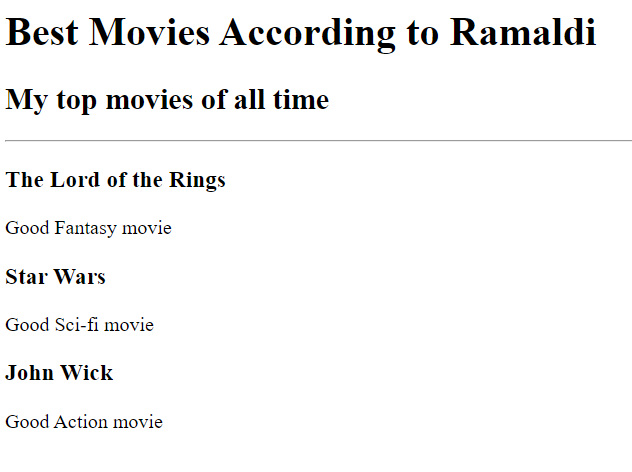 Best Movies According to Ramaldi
My top movies of all time
The Lord of the Rings
Good Fantasy movie
Star Wars
Good Sci-fi movie
John Wick
Good Action movie